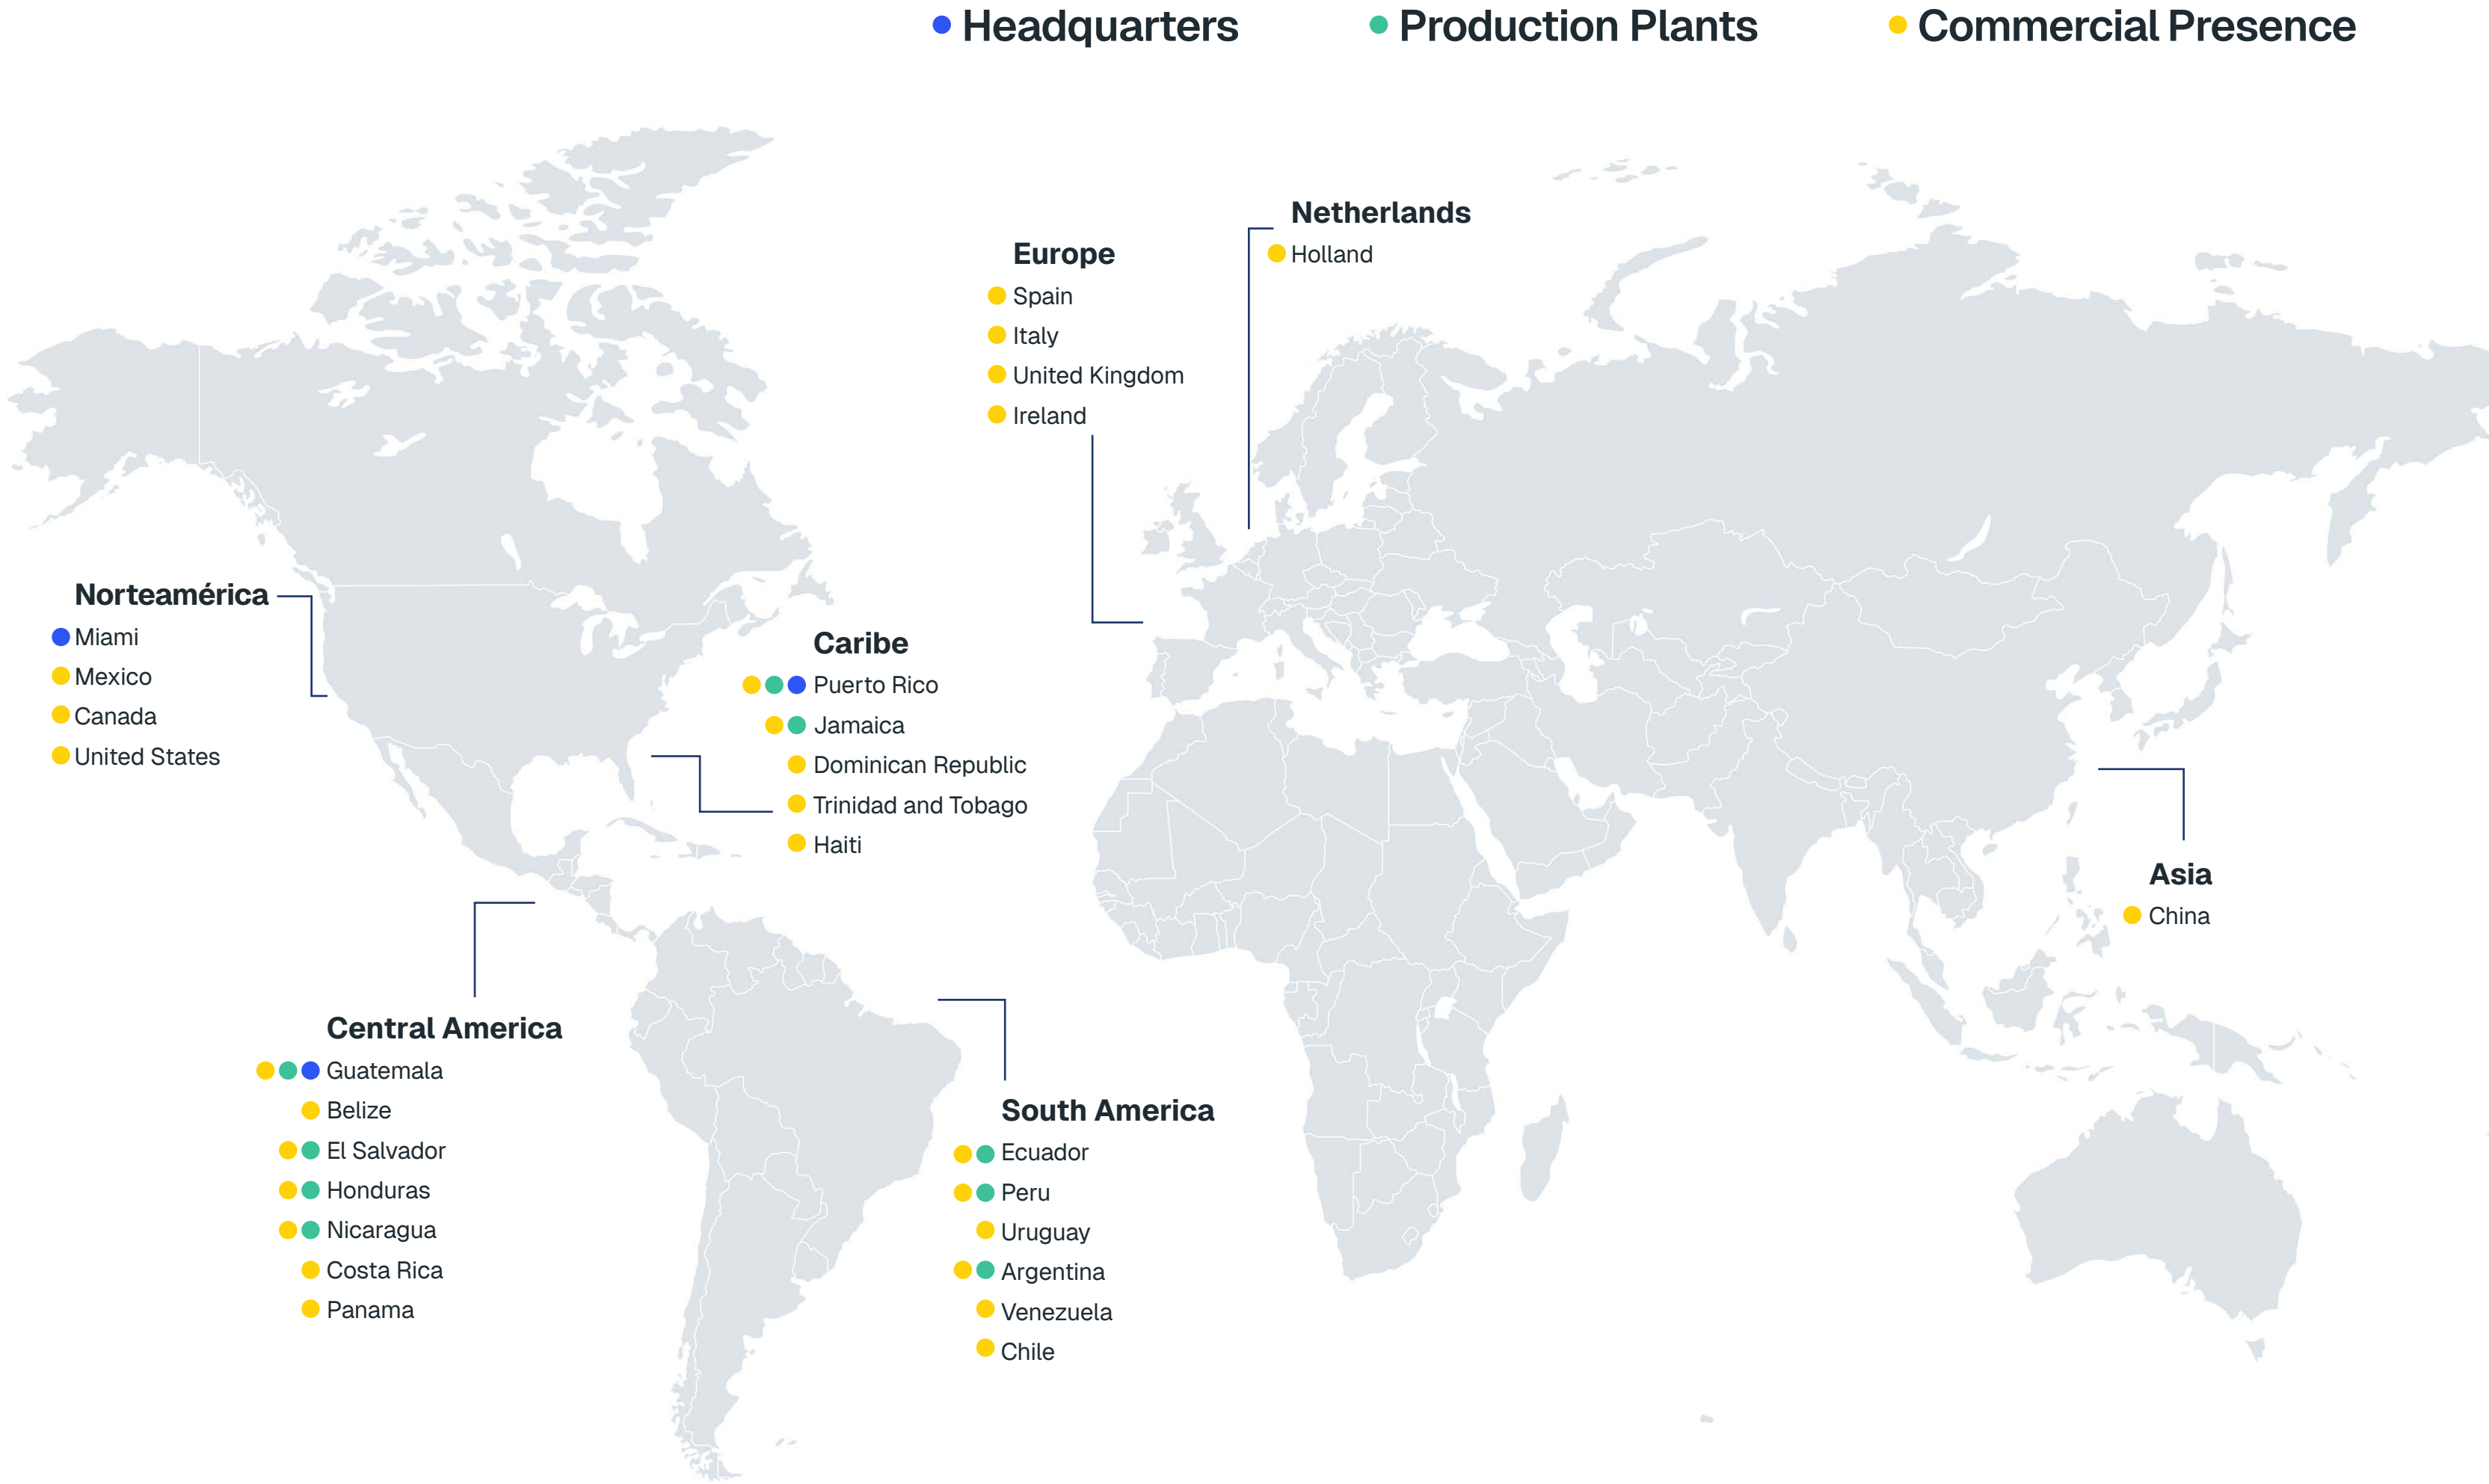 Headquarters
Production Plants
Commercial Presence
Netherlands
Holland
Europe
Spain
Italy
United Kingdom
Ireland
Norteamérica
Miami
Mexico
Canada
United States
Caribe
Puerto Rico
Jamaica
Dominican Republic
Trinidad and Tobago
Haiti
Asia
China
Central America
Guatemala
Belize
El Salvador
Honduras
Nicaragua
Costa Rica
Panama
South America
Ecuador
Peru
Uruguay
Argentina
Venezuela
Chile